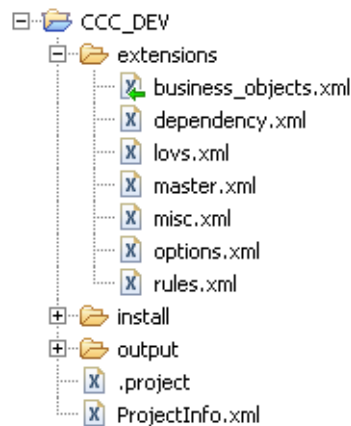 CCC_DEV
extensions
business_objects.xml
dependency.xml
lovs.xml
master.xml
misc.xml
options.xml
rules.xml
install
output
.project
ProjectInfo.xml